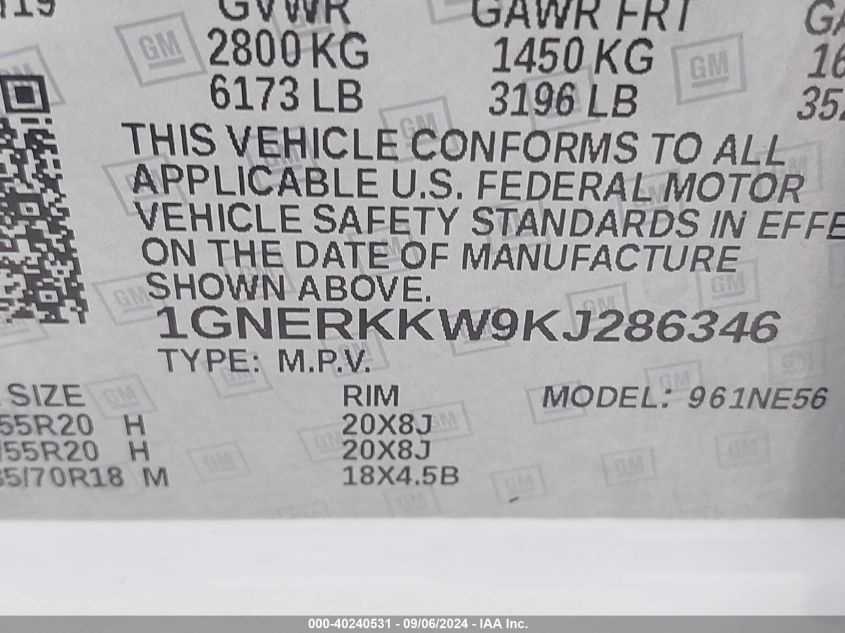 GVWR GAWR FRT
2800 KG 1450 KG
6173 LB 3196 LB
THIS VEHICLE CONFORMS TO ALL
APPLICABLE U.S. FEDERAL MOTOR
VEHICLE SAFETY STANDARDS IN EFFE
ON THE DATE OF MANUFACTURE
SHOWN ABOVE.
1GNERKKW9KJ286346
TYPE: M.P.V.
SIZE RIM MODEL: 961NE56
55R20 H 20X8J
/55R20 H 20X8J
5/70R18 M 18X4.5B
GM
000-40240531 - 09/06/2024 - IAA Inc.